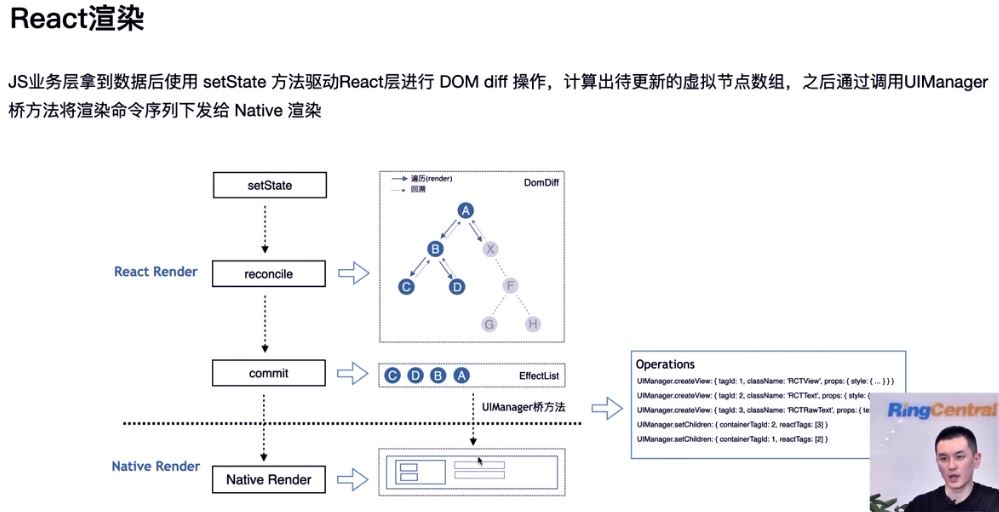 React渲染
JS业务层拿到数据后使用 setState 方法驱动React层进行 DOM diff 操作，计算出待更新的虚拟节点数组，之后通过调用UIManager
桥方法将渲染命令序列下发给 Native 渲染
setState
遍历(render)
回溯
DomDiff
A
B
X
C
D
F
G
H
React Render
reconcile
commit
C D B A
EffectList
UIManager桥方法
Operations
UIManager.createView: { tagId: 1, className: 'RCTView', props: { style: { ... } } }
UIManager.createView: { tagId: 2, className: 'RCTText', props: { style: {
UIManager.createView: { tagId: 3, className: 'RCTRawText', props: { te
UIManager.setChildren: { containerTagId: 2, reactTags: [3] }
UIManager.setChildren: { containerTagId: 1, reactTags: [2] }
RingCentral
Native Render
Native Render